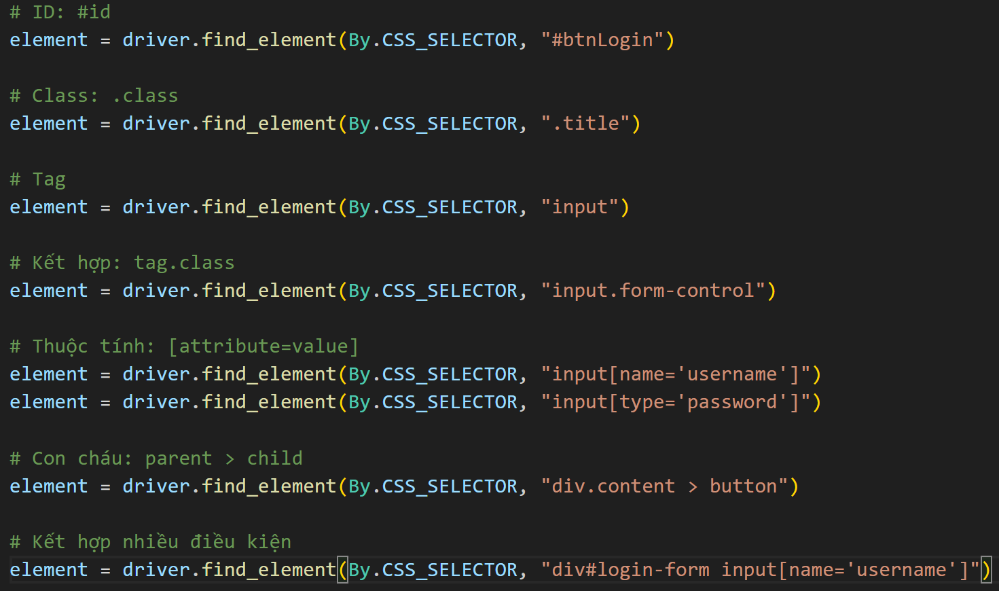 # ID: #id
element = driver.find_element(By.CSS_SELECTOR, "#btnLogin")
# Class: .class
element = driver.find_element(By.CSS_SELECTOR, ".title")
# Tag
element = driver.find_element(By.CSS_SELECTOR, "input")
# Kết hợp: tag.class
element = driver.find_element(By.CSS_SELECTOR, "input.form-control")
# Thuộc tính: [attribute=value]
element = driver.find_element(By.CSS_SELECTOR, "input[name='username']")
element = driver.find_element(By.CSS_SELECTOR, "input[type='password']")
# Con cháu: parent > child
element = driver.find_element(By.CSS_SELECTOR, "div.content > button")
# Kết hợp nhiều điều kiện
element = driver.find_element(By.CSS_SELECTOR, "div#login-form input[name='username']")